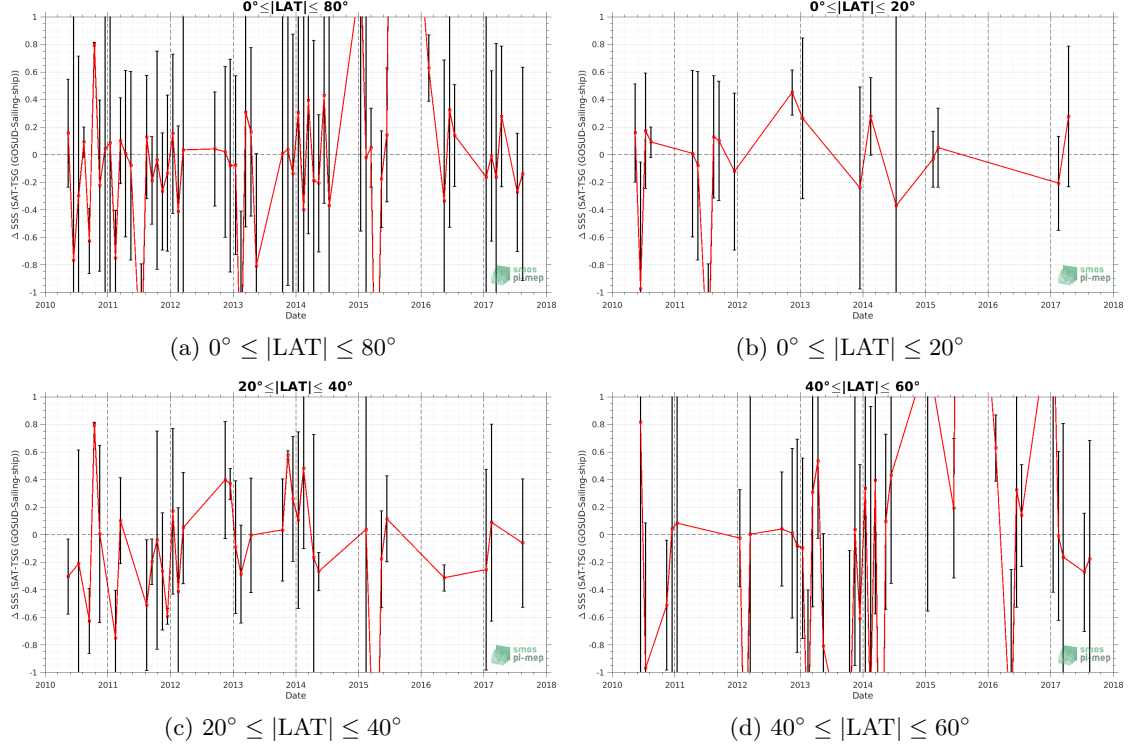 0°≤|LAT|≤ 80°
Δ SSS (SAT-TSG (GOSUD-Sailing-ship))
1
0.8
0.6
0.4
0.2
0
-0.2
-0.4
-0.6
-0.8
-1
2010 2011 2012 2013 2014 2015 2016 2017 2018
Date
smos
pi-mep
(a) 0° ≤ |LAT| ≤ 80°
0°≤|LAT|≤ 20°
Δ SSS (SAT-TSG (GOSUD-Sailing-ship))
1
0.8
0.6
0.4
0.2
0
-0.2
-0.4
-0.6
-0.8
-1
2010 2011 2012 2013 2014 2015 2016 2017 2018
Date
smos
pi-mep
(b) 0° ≤ |LAT| ≤ 20°
20°≤|LAT|≤ 40°
Δ SSS (SAT-TSG (GOSUD-Sailing-ship))
1
0.8
0.6
0.4
0.2
0
-0.2
-0.4
-0.6
-0.8
-1
2010 2011 2012 2013 2014 2015 2016 2017 2018
Date
smos
pi-mep
(c) 20° ≤ |LAT| ≤ 40°
40°≤|LAT|≤ 60°
Δ SSS (SAT-TSG (GOSUD-Sailing-ship))
1
0.8
0.6
0.4
0.2
0
-0.2
-0.4
-0.6
-0.8
-1
2010 2011 2012 2013 2014 2015 2016 2017 2018
Date
smos
pi-mep
(d) 40° ≤ |LAT| ≤ 60°